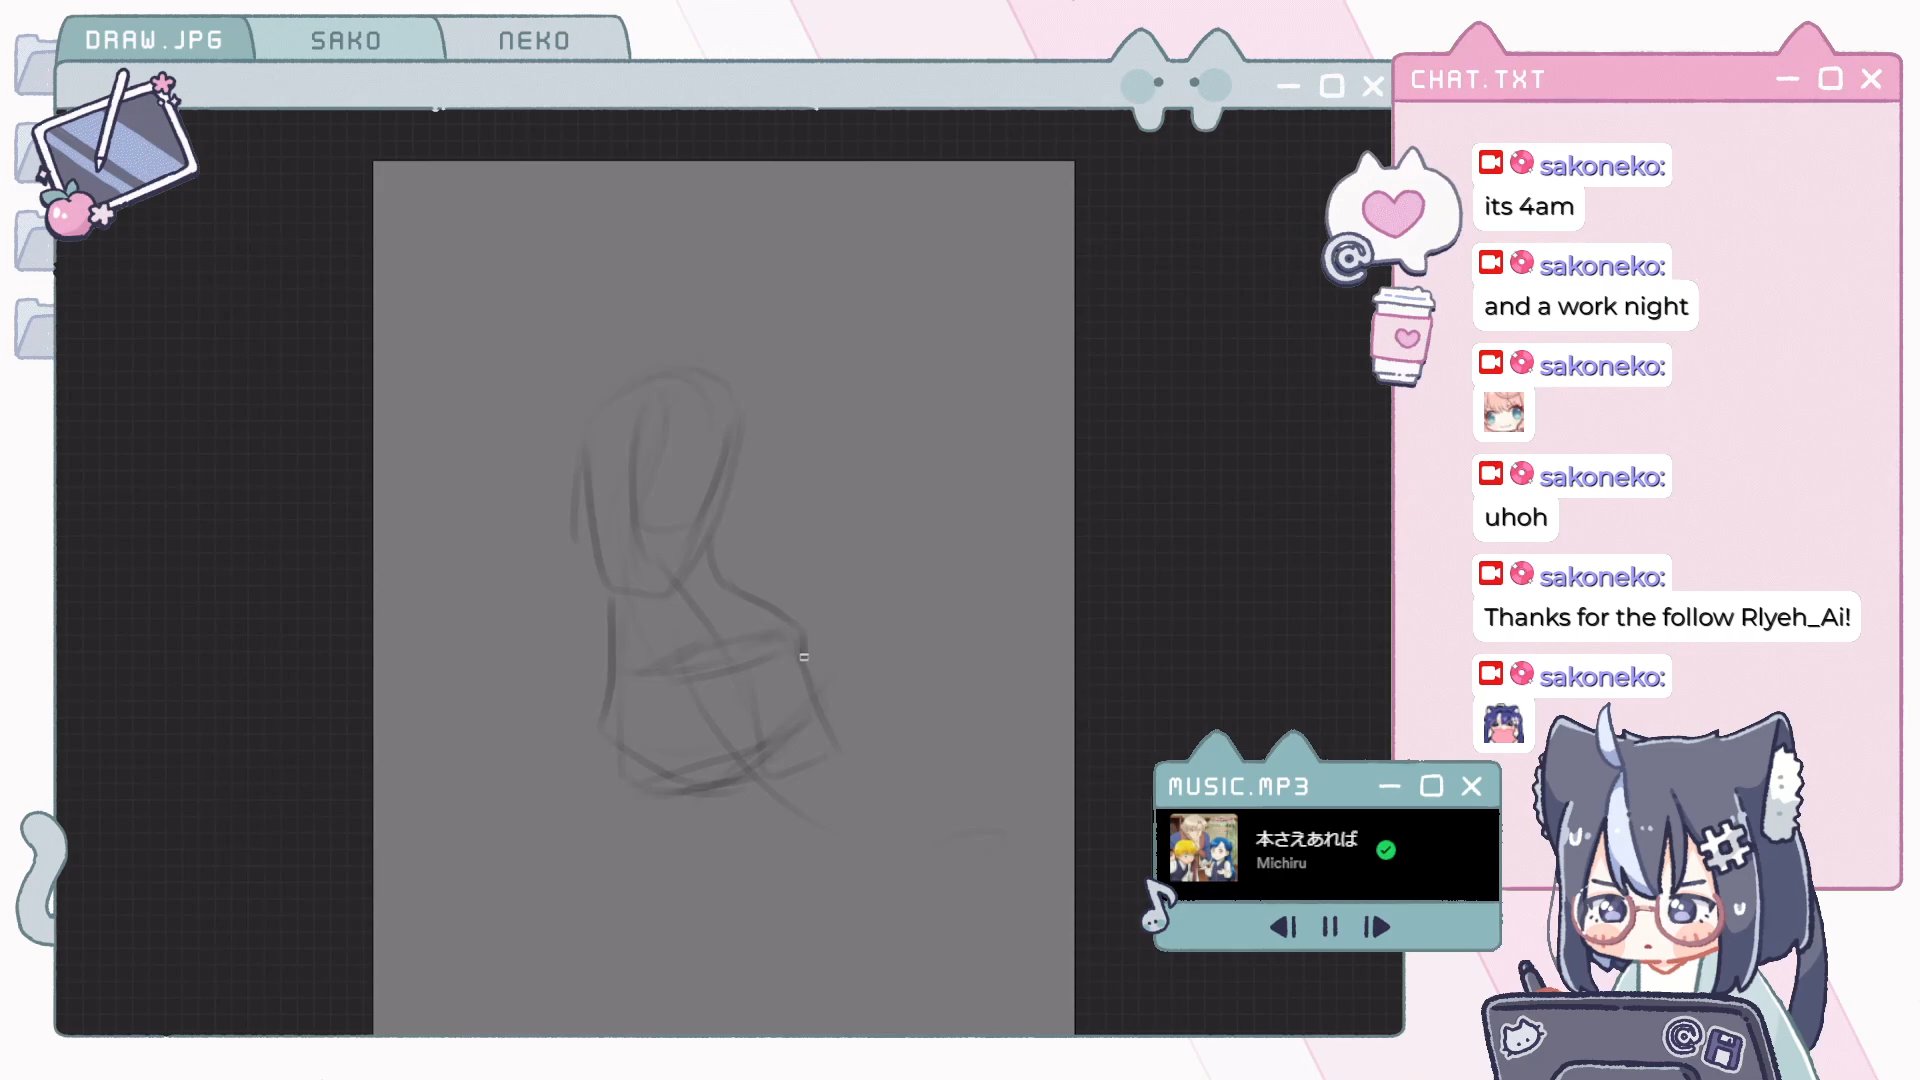 DRAW.JPG
SAKO
NEKO
CHAT.TXT
sakoneko:
its 4am
sakoneko:
and a work night
sakoneko:
sakoneko:
uhoh
sakoneko:
Thanks for the follow Rlyeh_Ai!
sakoneko:
MUSIC.MP3
本さえあれば
Michiru